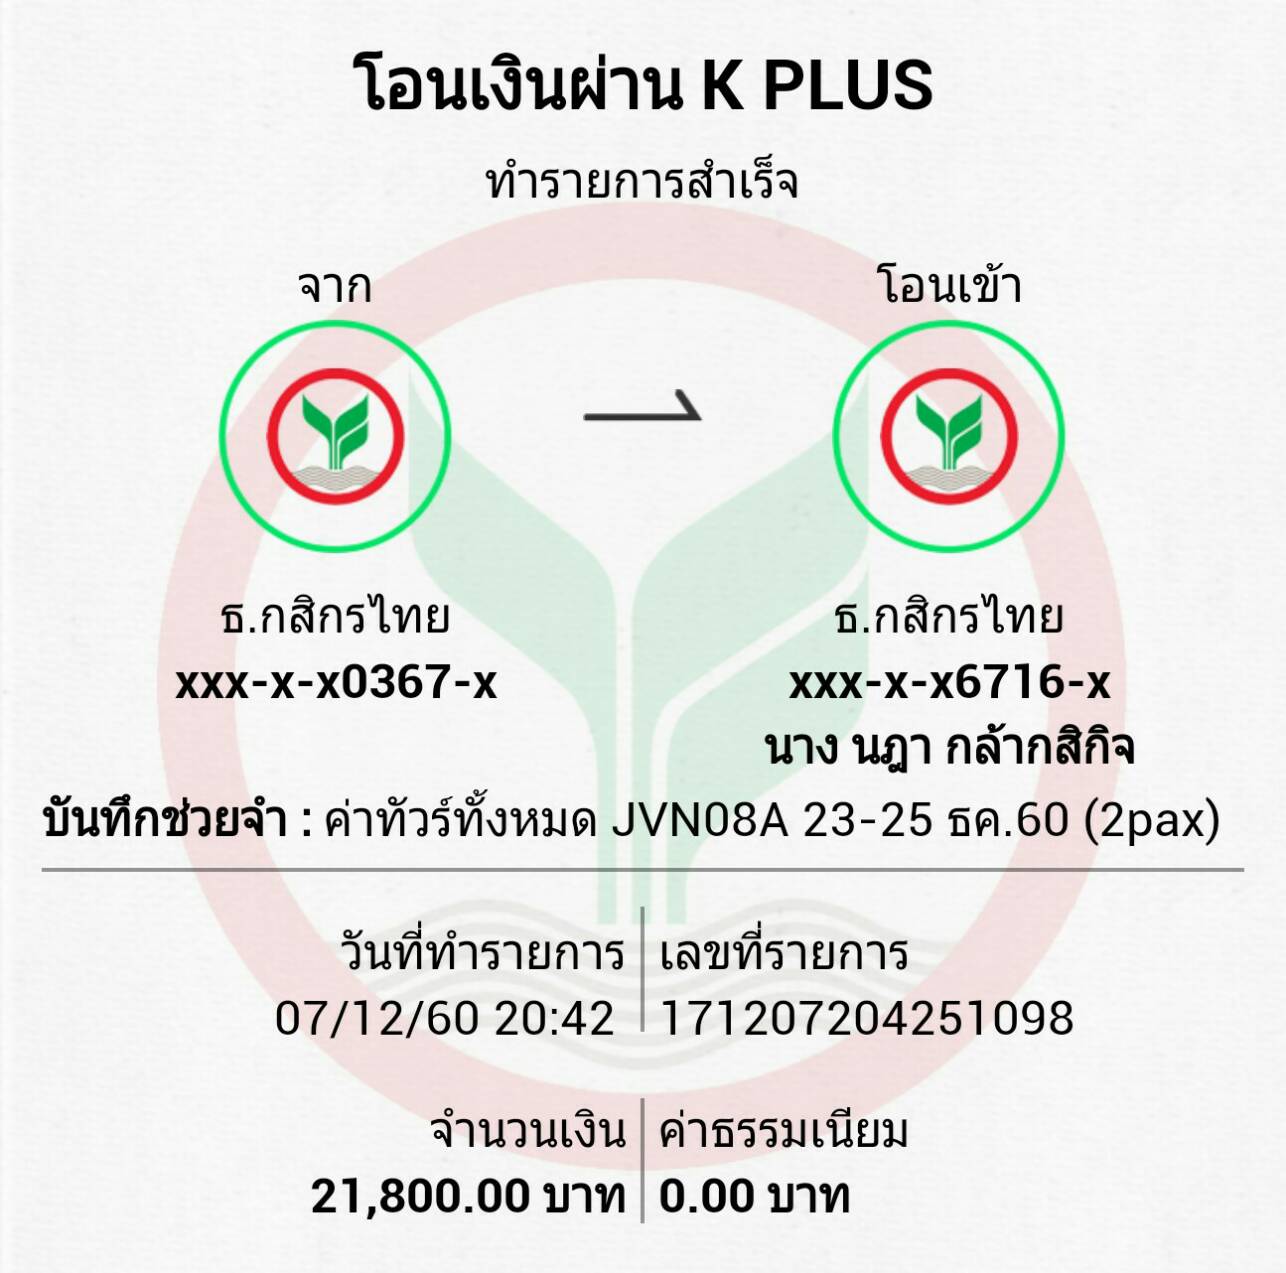 โอนเงินผ่าน K PLUS
ทำรายการสำเร็จ
จาก
โอนเข้า
ธ.กสิกรไทย
xxx-x-x0367-x
ธ.กสิกรไทย
xxx-x-x6716-x
นาง นฎา กล้ากสิกิจ
บันทึกช่วยจำ : ค่าทัวร์ทั้งหมด JVN08A 23-25 ธค.60 (2pax)
วันที่ทำรายการ
07/12/60 20:42
เลขที่รายการ
171207204251098
จำนวนเงิน
21,800.00 บาท
ค่าธรรมเนียม
0.00 บาท